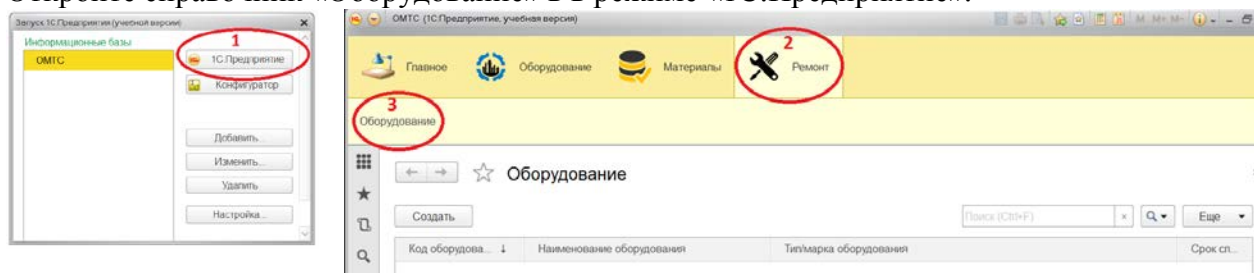 Откройте справочник «Оборудование» в в режиме «1С:Предприятие».
Запуск 1С:Предприятия (учебная версия)
Информационные базы
ОМТС
1
1С:Предприятие
Конфигуратор
Добавить...
Изменить...
Удалить
Настройка...
ОМТС (1С:Предприятие, учебная версия)
M M+ M-
Главное
Оборудование
Материалы
2
Ремонт
3
Оборудование
Оборудование
Создать
Поиск (Ctrl+F)
Еще
Код оборудова... Наименование оборудования Тип/марка оборудования Срок сл...